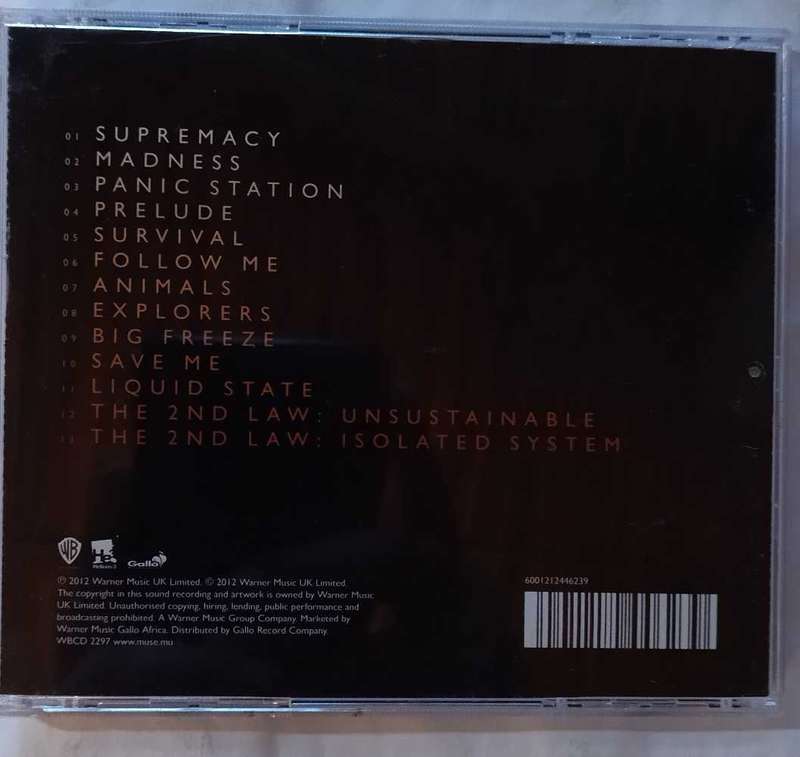 01 SUPREMACY
02 MADNESS
03 PANIC STATION
04 PRELUDE
05 SURVIVAL
06 FOLLOW ME
07 ANIMALS
08 EXPLORERS
09 BIG FREEZE
10 SAVE ME
11 LIQUID STATE
12 THE 2ND LAW: UNSUSTAINABLE
13 THE 2ND LAW: ISOLATED SYSTEM
WB He3 Helium-3 Gallo
℗ 2012 Warner Music UK Limited. © 2012 Warner Music UK Limited.
The copyright in this sound recording and artwork is owned by Warner Music
UK Limited. Unauthorised copying, hiring, lending, public performance and
broadcasting prohibited. A Warner Music Group Company. Marketed by
Warner Music Gallo Africa. Distributed by Gallo Record Company.
WBCD 2297 www.muse.mu
6001212446239